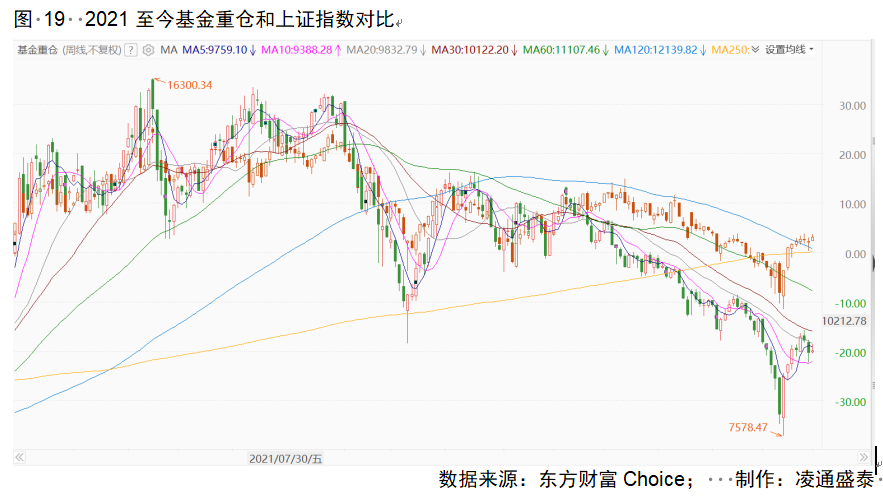 图 19 2021 至今基金重仓和上证指数对比
基金重仓 (周线,不复权) ? MA MA5:9759.10↓ MA10:9388.28↑ MA20:9832.79↓ MA30:10122.20↓ MA60:11107.46↓ MA120:12139.82↓ MA250: 设置均线
16300.34
30.00
20.00
10.00
0.00
-10.00
10212.78
-20.00
-30.00
7578.47
2021/07/30/五
数据来源：东方财富 Choice； 制作：凌通盛泰